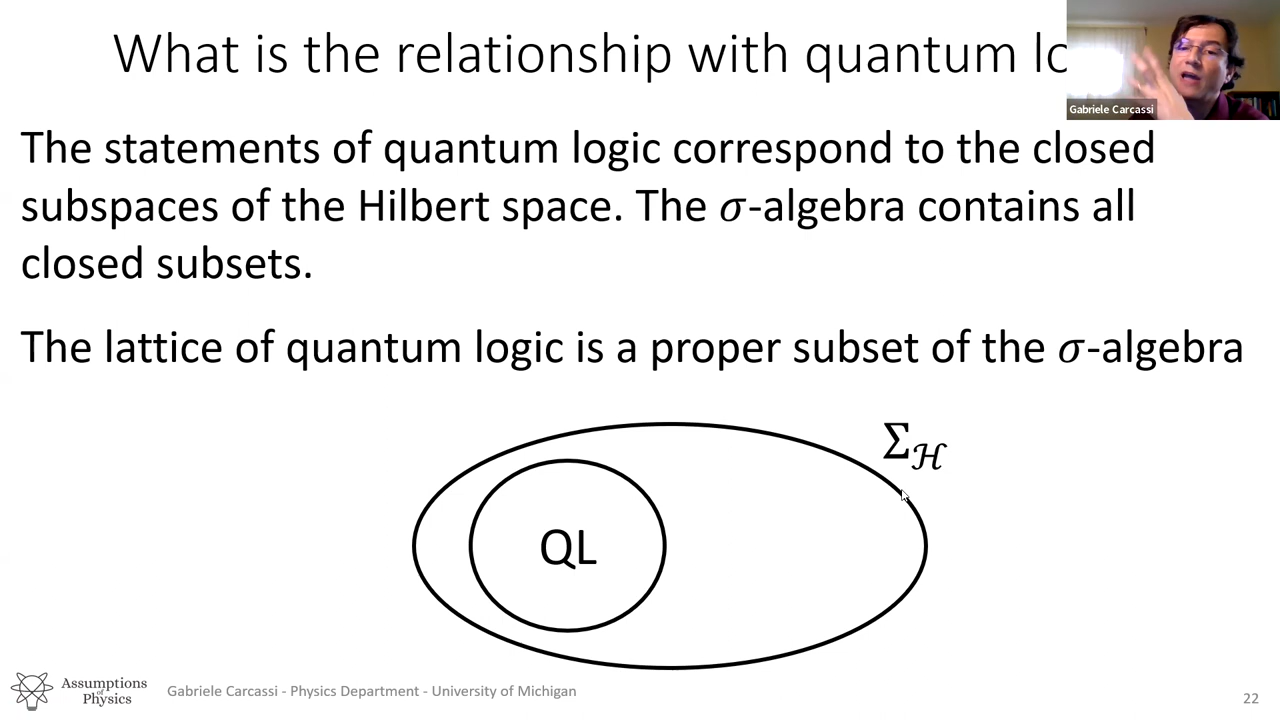 What is the relationship with quantum lo
Gabriele Carcassi
The statements of quantum logic correspond to the closed
subspaces of the Hilbert space. The σ-algebra contains all
closed subsets.
The lattice of quantum logic is a proper subset of the σ-algebra
Σ_ℋ
QL
Assumptions
of
Physics
Gabriele Carcassi - Physics Department - University of Michigan
22